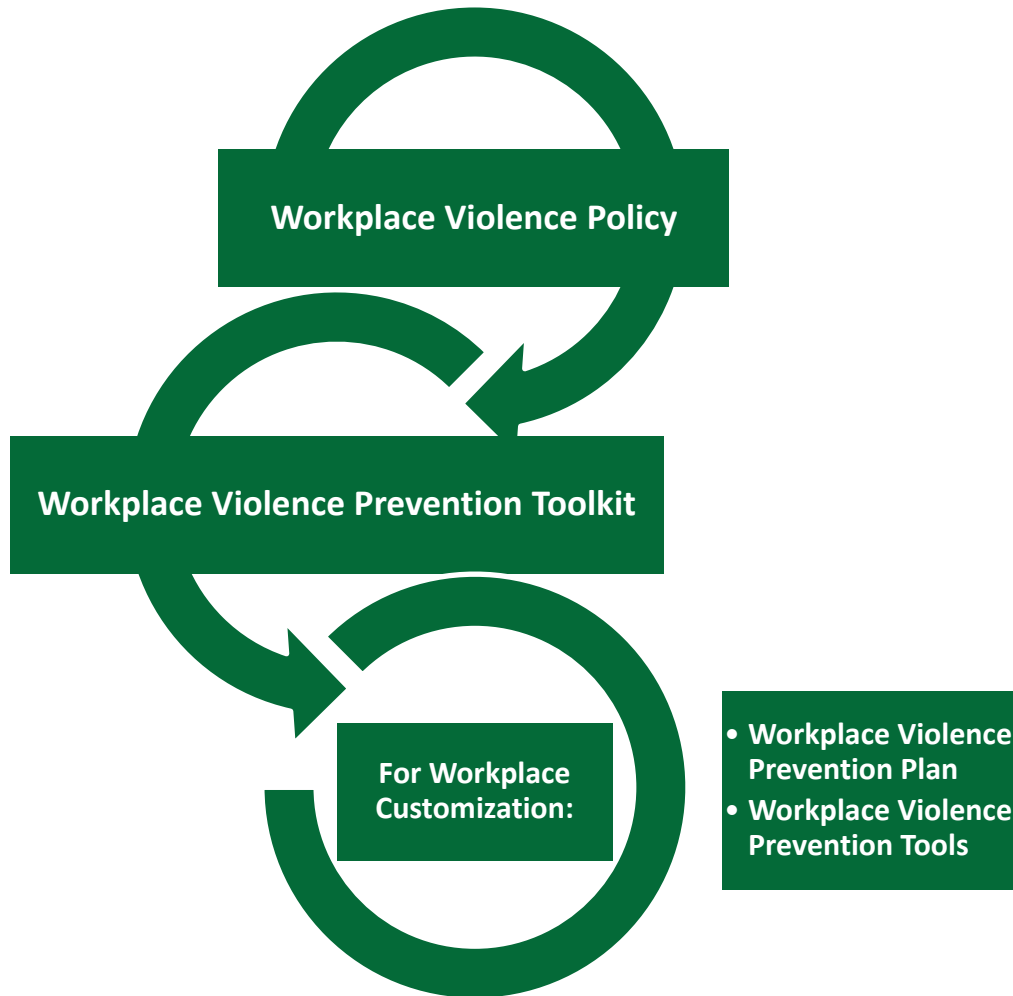 Workplace Violence Policy
Workplace Violence Prevention Toolkit
For Workplace
Customization:
• Workplace Violence
Prevention Plan
• Workplace Violence
Prevention Tools